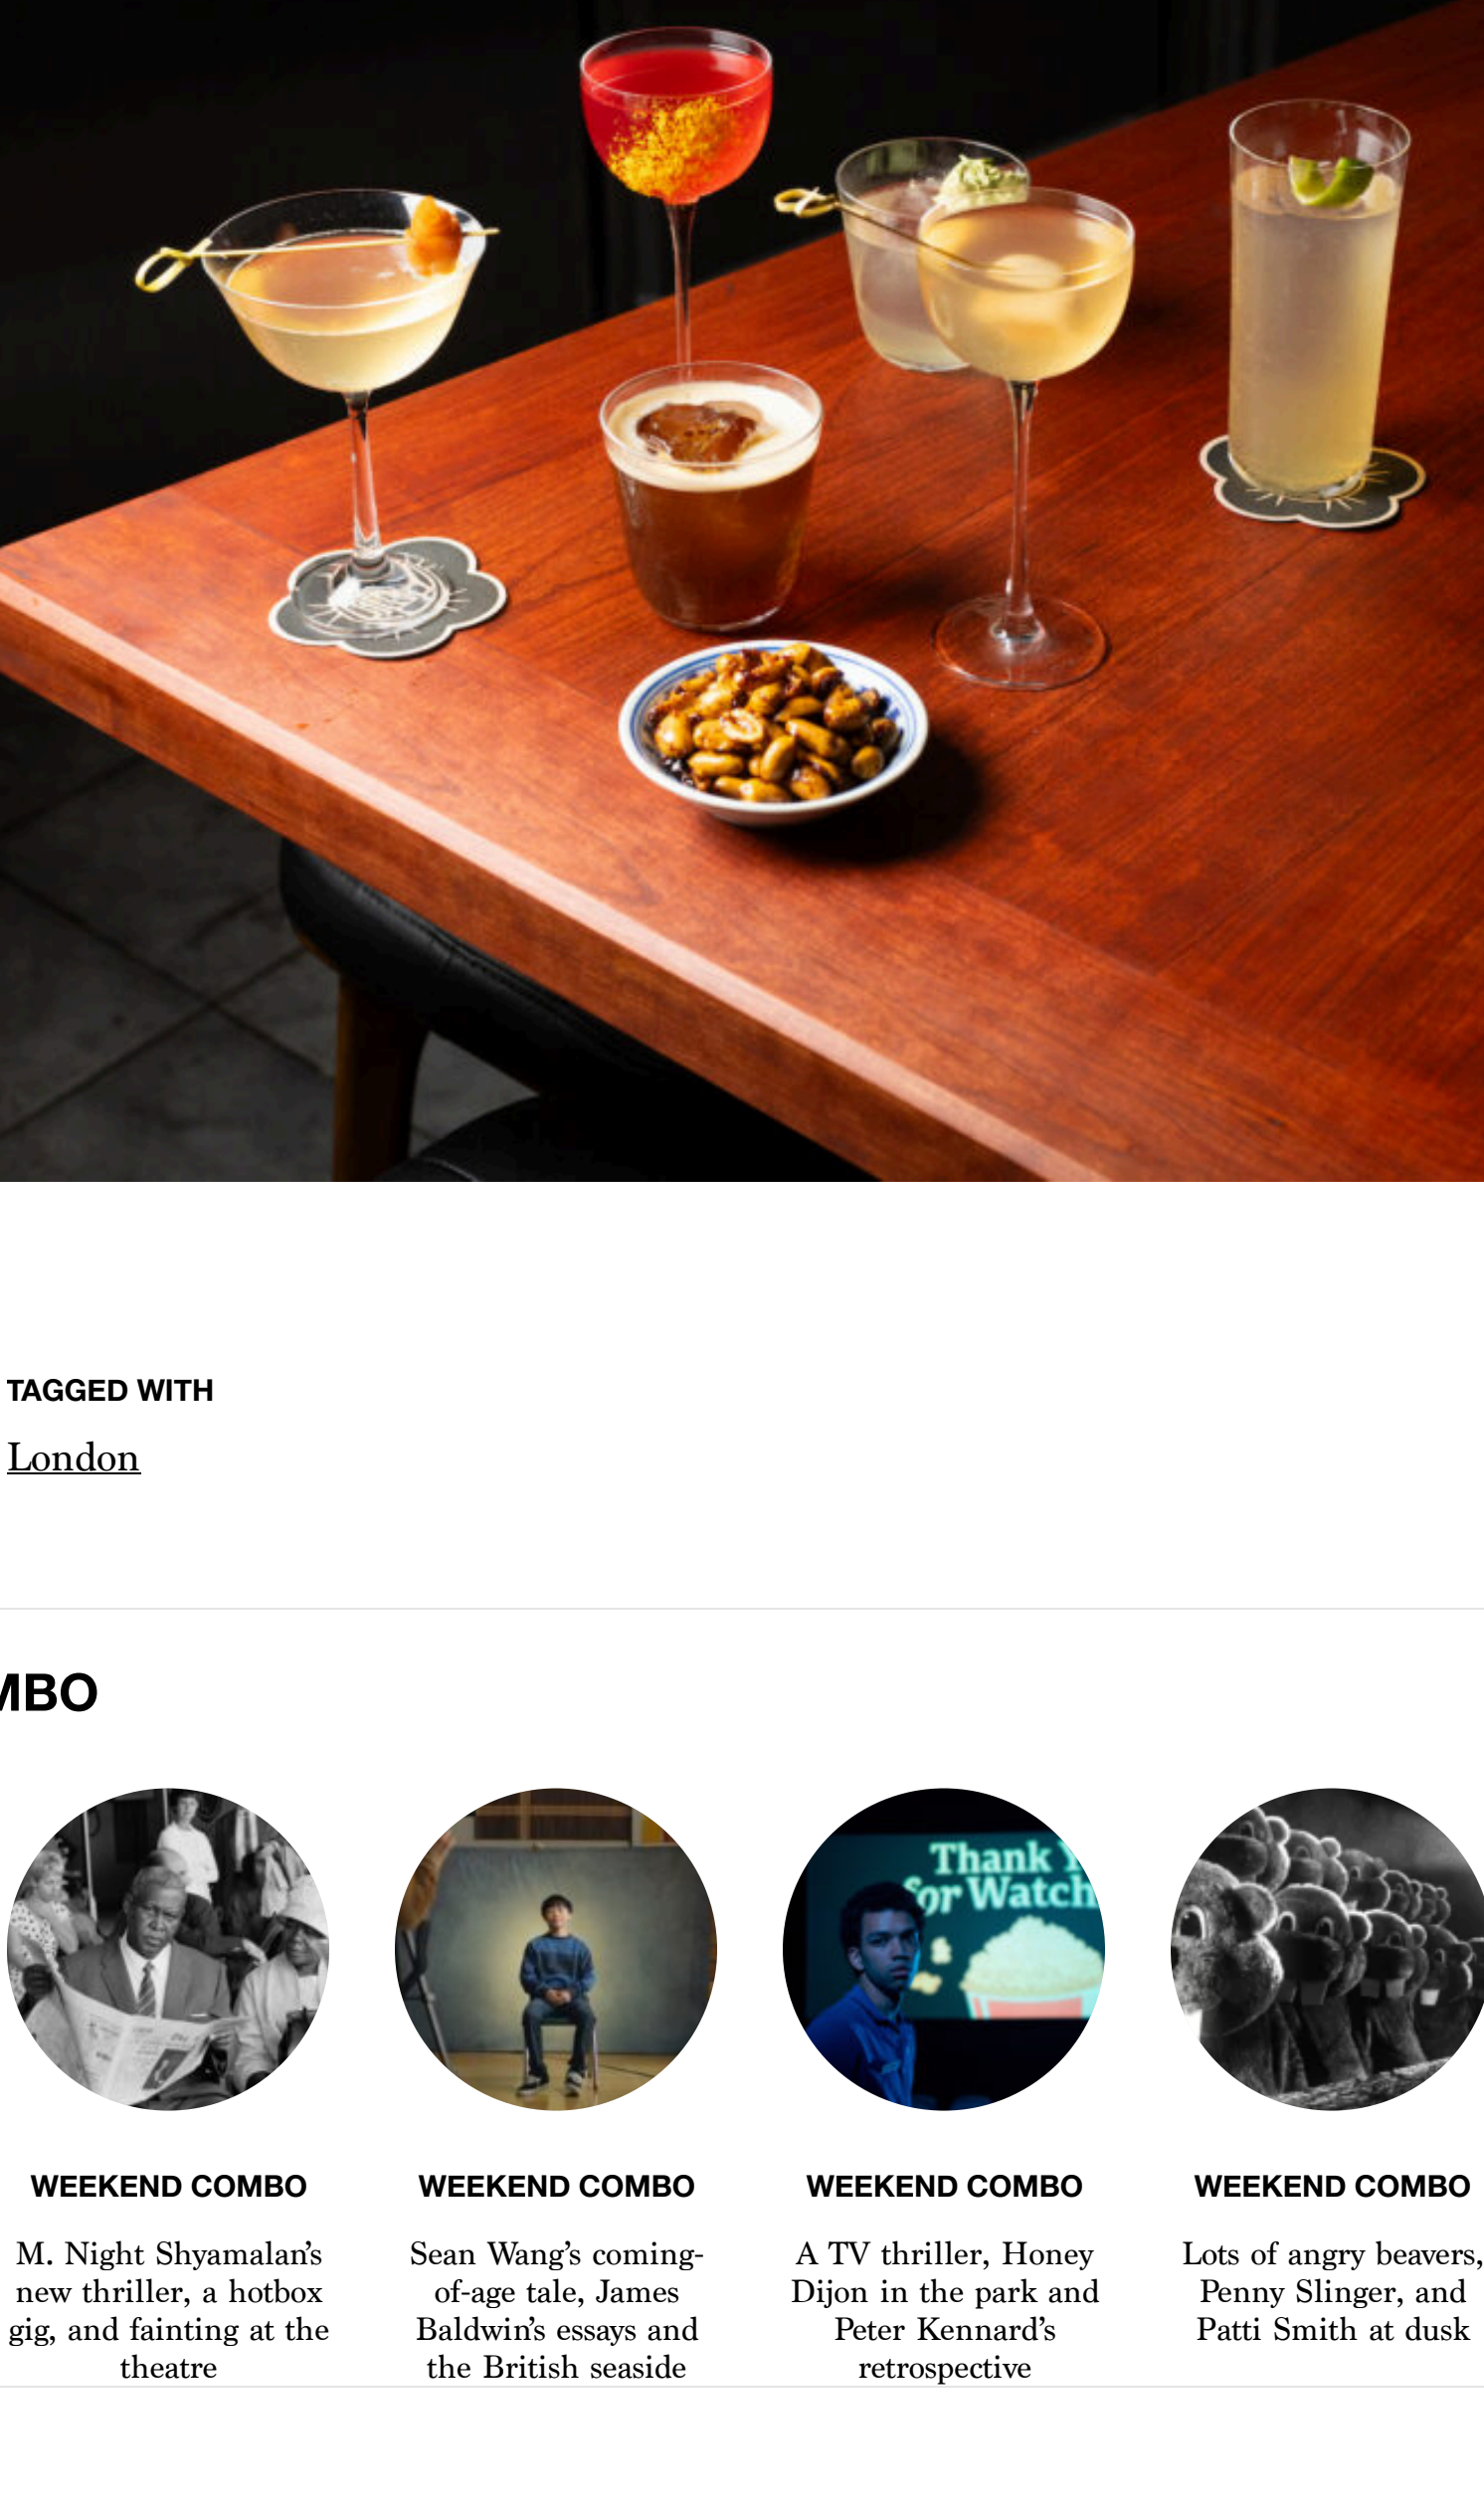 TAGGED WITH
London
MBO
Thank Y
for Watch
WEEKEND COMBO
M. Night Shyamalan’s
new thriller, a hotbox
gig, and fainting at the
theatre
WEEKEND COMBO
Sean Wang’s coming-
of-age tale, James
Baldwin’s essays and
the British seaside
WEEKEND COMBO
A TV thriller, Honey
Dijon in the park and
Peter Kennard’s
retrospective
WEEKEND COMBO
Lots of angry beavers,
Penny Slinger, and
Patti Smith at dusk